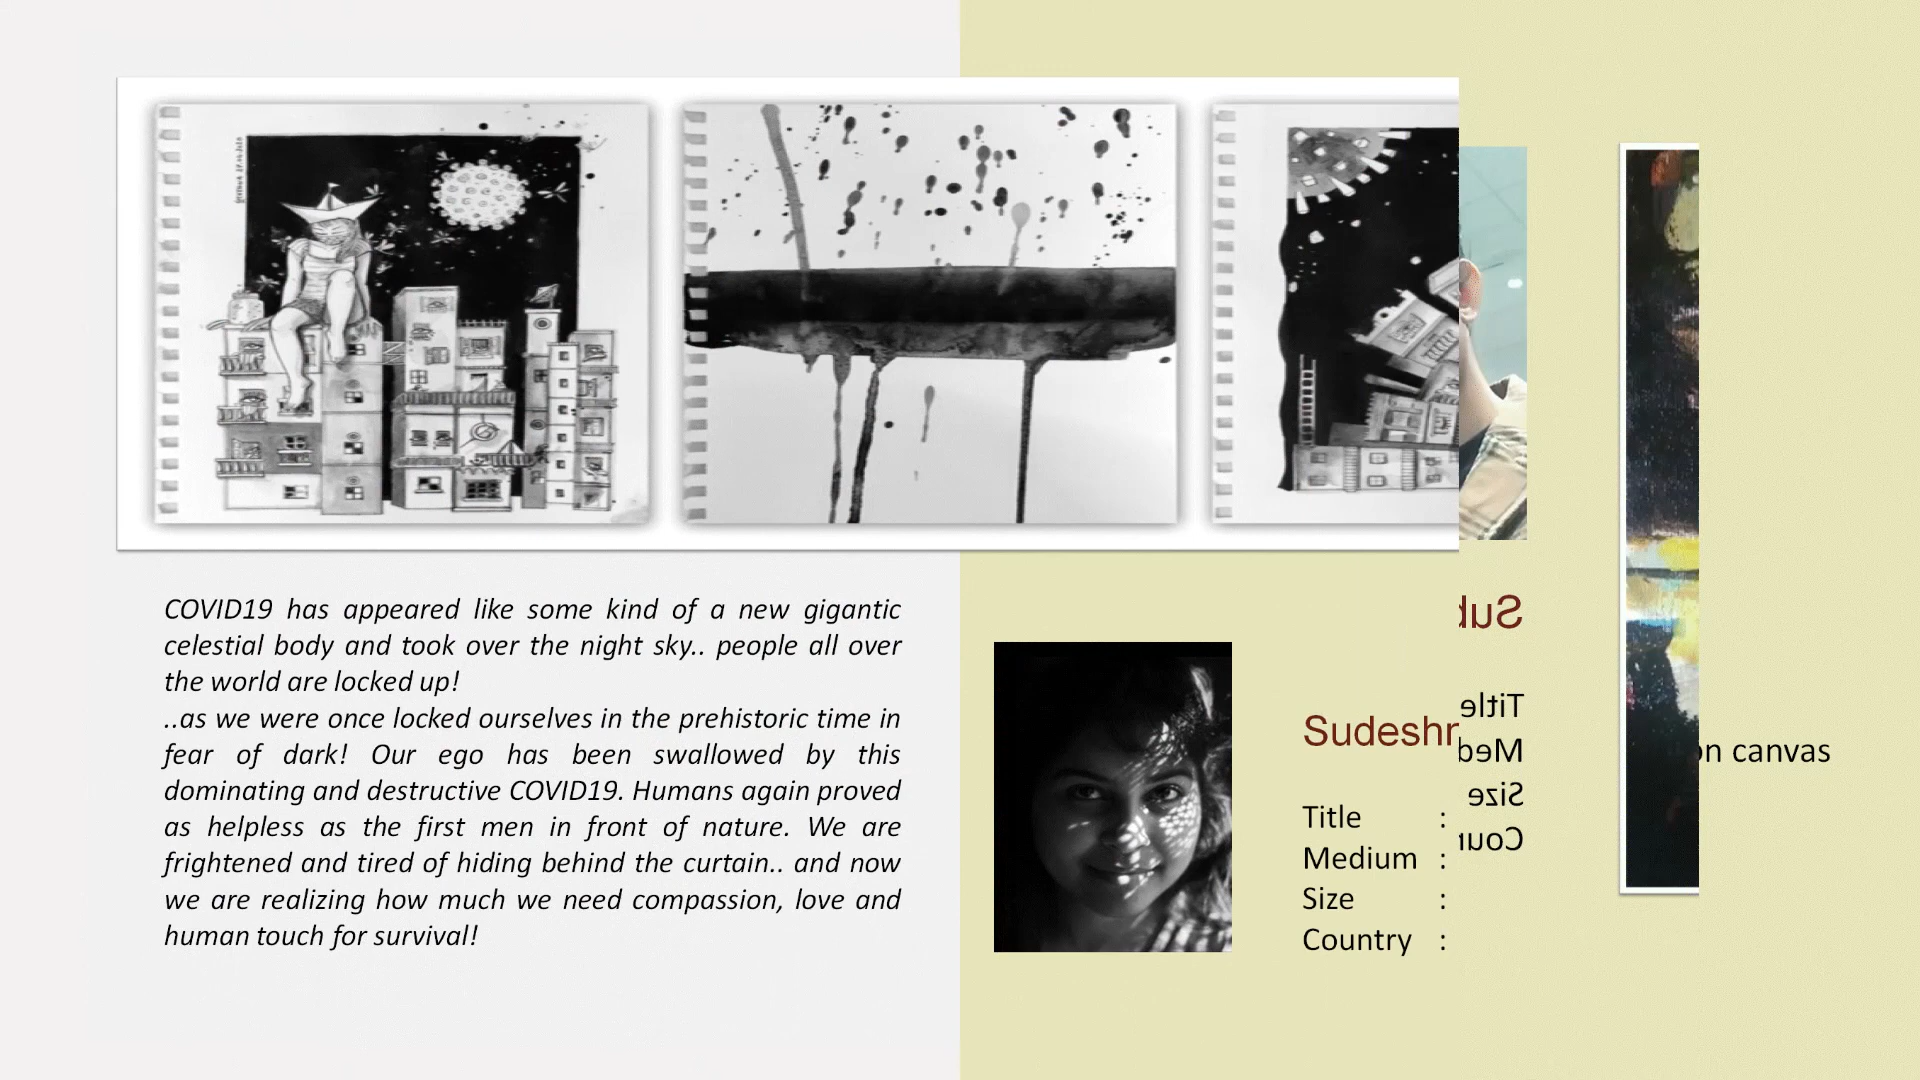 COVID19 has appeared like some kind of a new gigantic
celestial body and took over the night sky.. people all over
the world are locked up!
..as we were once locked ourselves in the prehistoric time in
fear of dark! Our ego has been swallowed by this
dominating and destructive COVID19. Humans again proved
as helpless as the first men in front of nature. We are
frightened and tired of hiding behind the curtain.. and now
we are realizing how much we need compassion, love and
human touch for survival!
Title :
Medium :
Size :
Country :
Title
Size
canvas